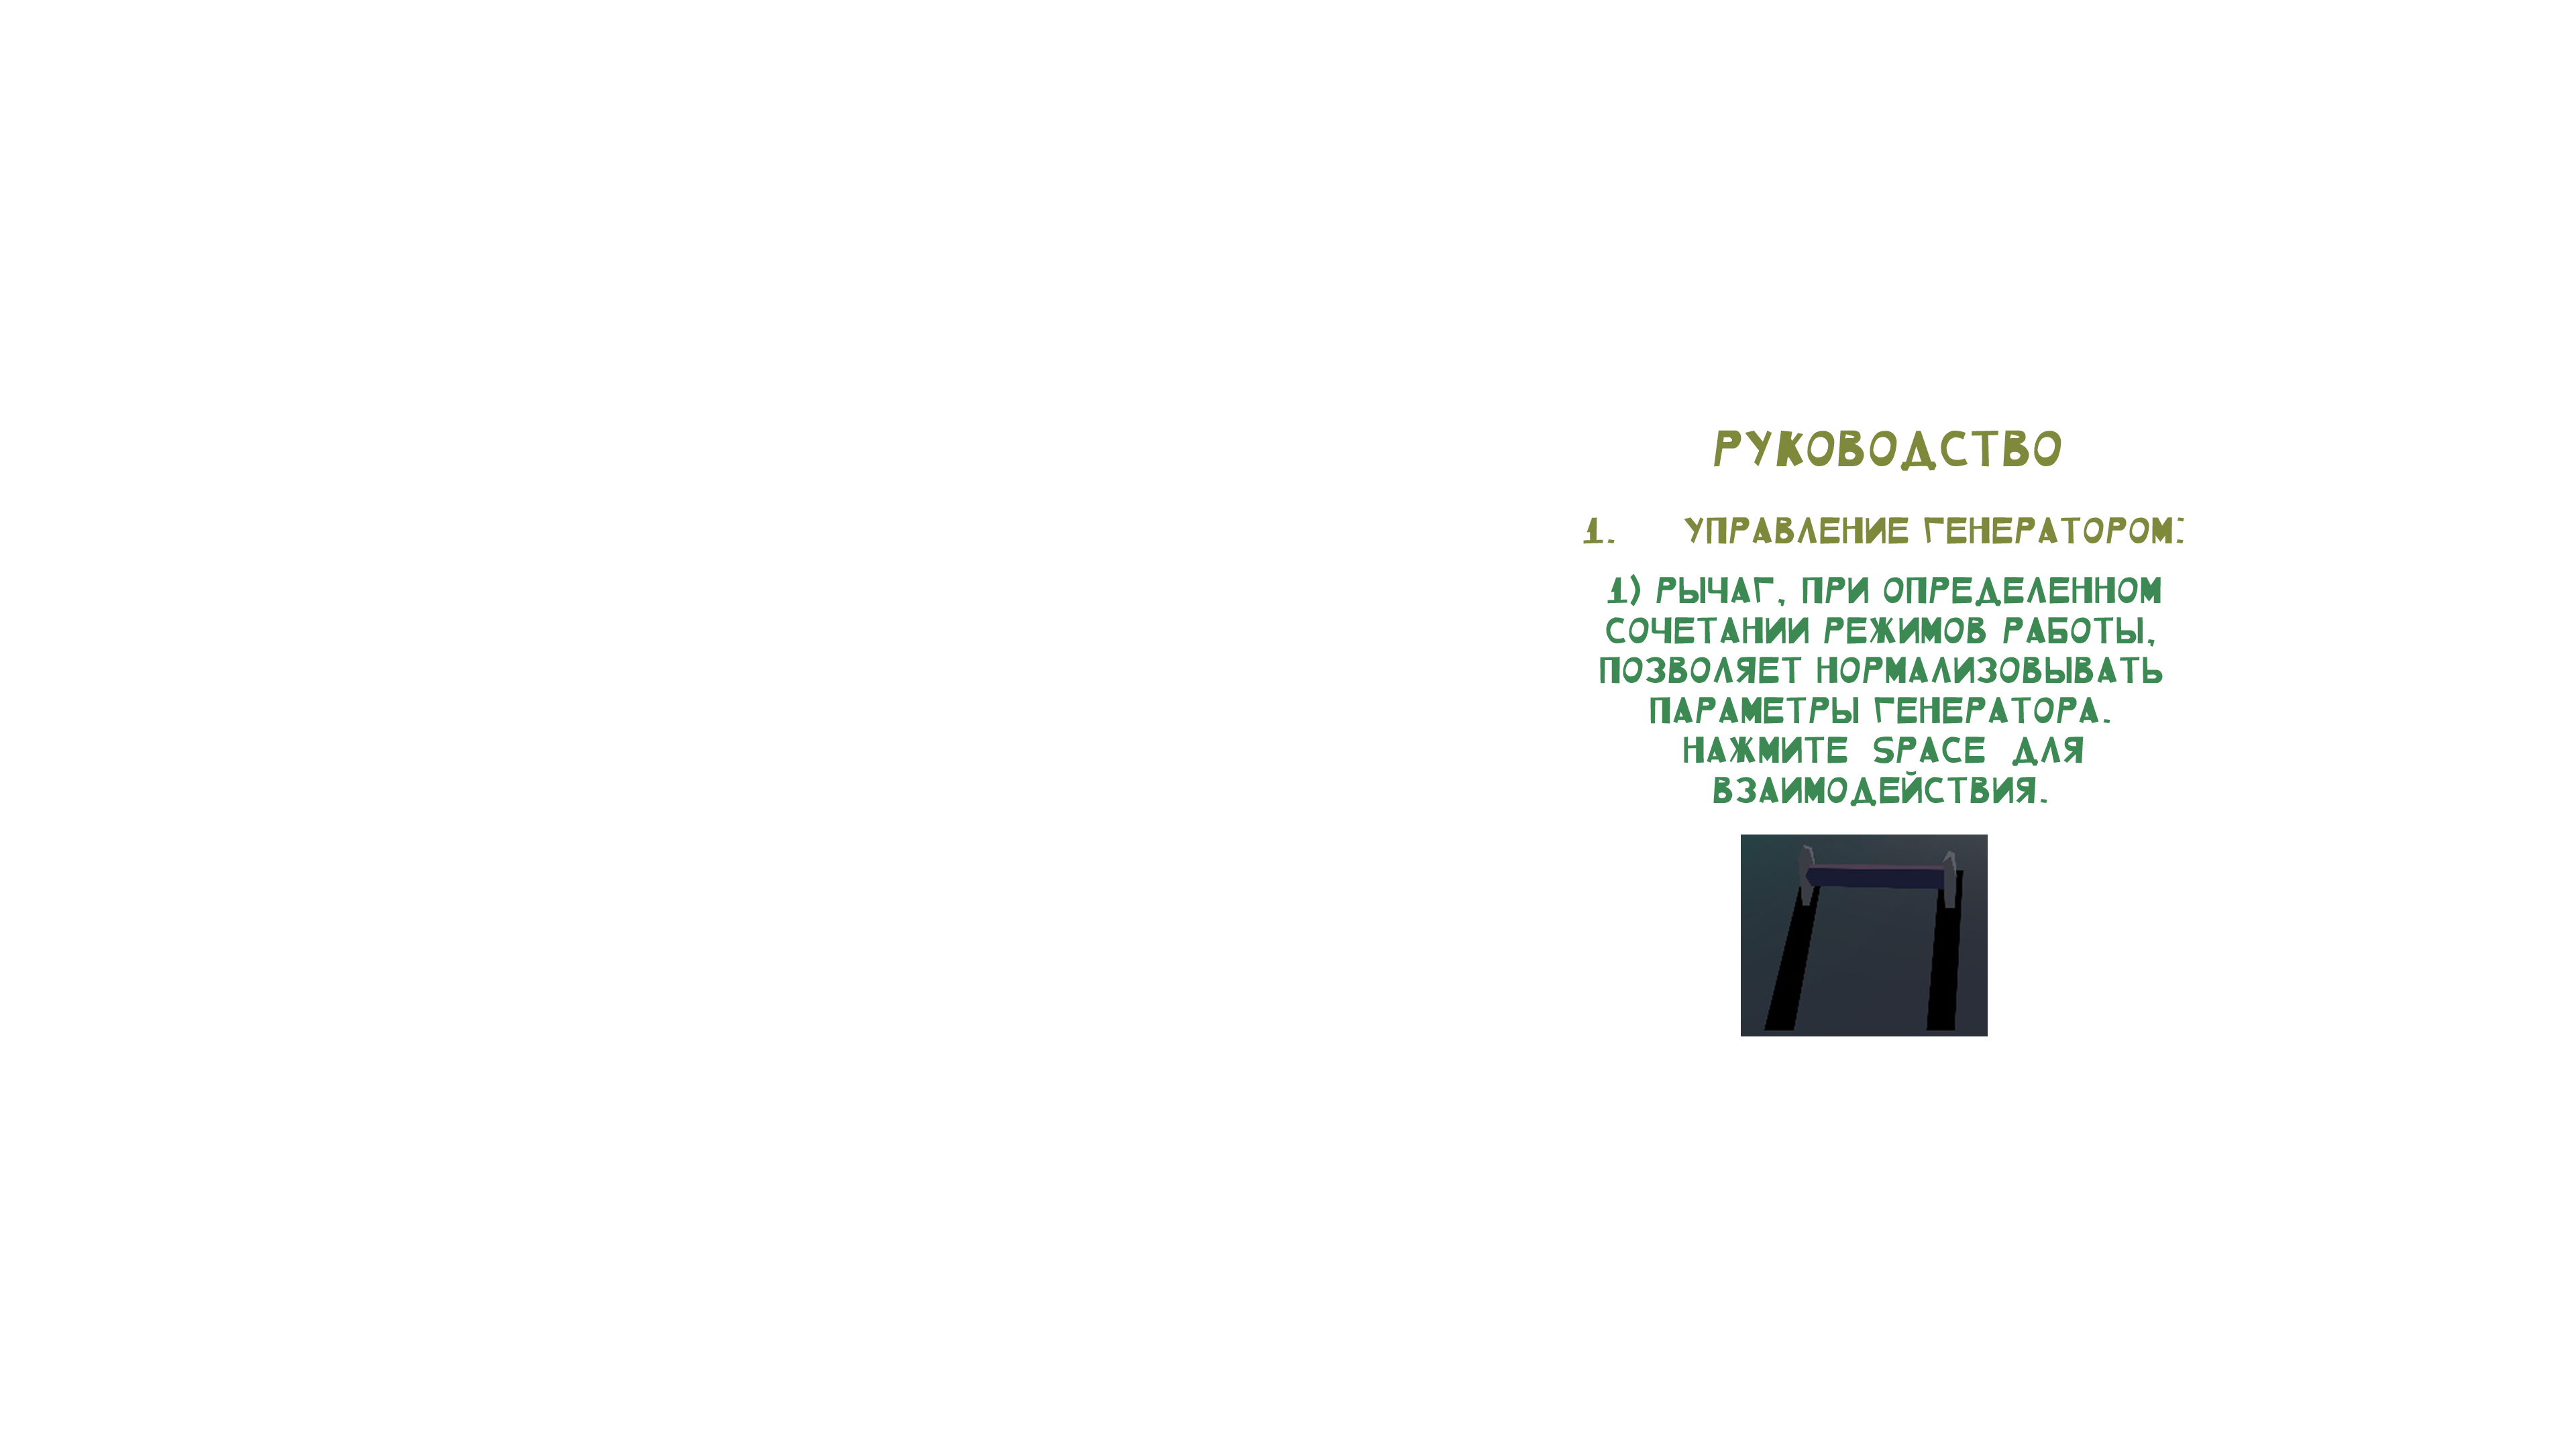 РУКОВОДСТВО
1. УПРАВЛЕНИЕ ГЕНЕРАТОРОМ:
1) РЫЧАГ, ПРИ ОПРЕДЕЛЕННОМ
СОЧЕТАНИИ РЕЖИМОВ РАБОТЫ,
ПОЗВОЛЯЕТ НОРМАЛИЗОВЫВАТЬ
ПАРАМЕТРЫ ГЕНЕРАТОРА.
НАЖМИТЕ SPACE ДЛЯ
ВЗАИМОДЕЙСТВИЯ.